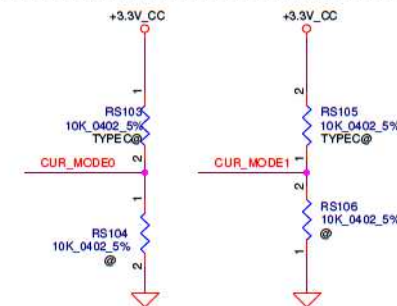 +3.3V_CC
1
RS103
10K_0402_5%
TYPEC@
2
CUR_MODE0
1
RS104
10K_0402_5%
@
2
+3.3V_CC
2
RS105
10K_0402_5%
TYPEC@
1
CUR_MODE1
2
RS106
10K_0402_5%
@
1